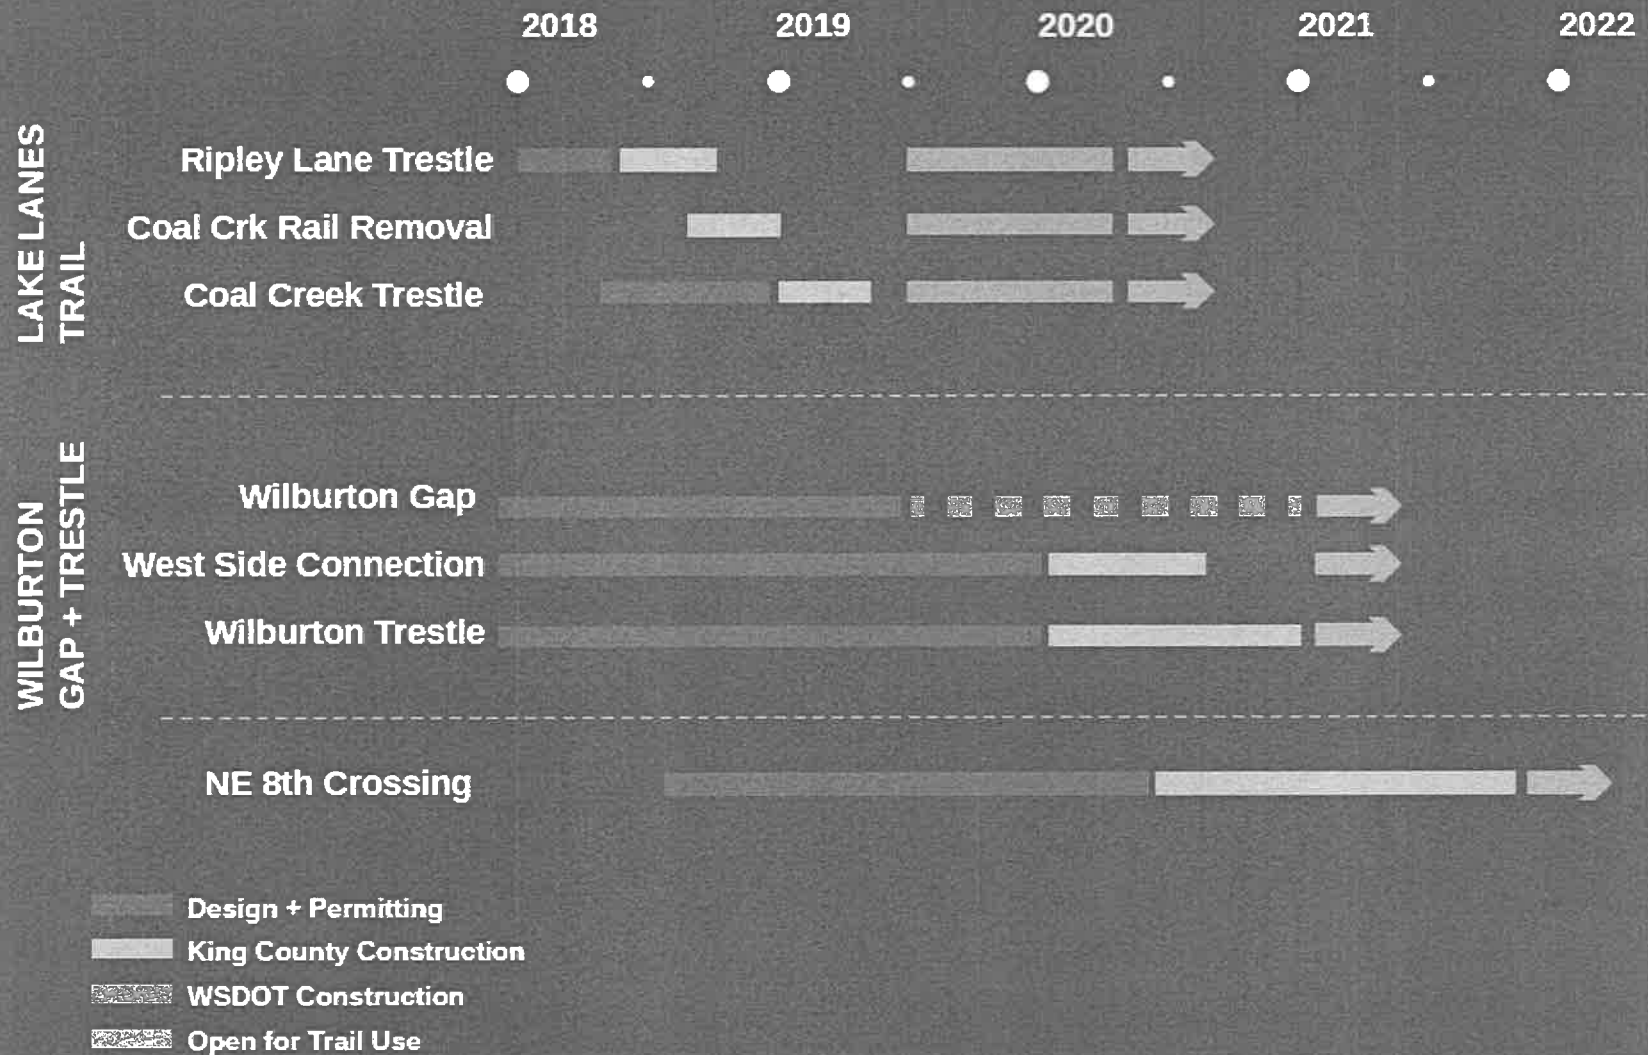 2018 2019 2020 2021 2022
LAKE LANES
TRAIL
Ripley Lane Trestle
Coal Crk Rail Removal
Coal Creek Trestle
WILBURTON
GAP + TRESTLE
Wilburton Gap
West Side Connection
Wilburton Trestle
NE 8th Crossing
Design + Permitting
King County Construction
WSDOT Construction
Open for Trail Use